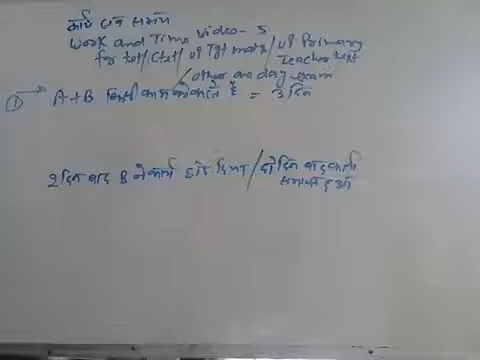 कार्य एवं समय
Work and Time Video- 5
for tet/Ctet/ up Tgt math/ up Primary
Teacher test
/ other one day exam
① → A+B किसी काम को करते हैं = 3 दिन
2 दिन बाद B ने कार्य छोड़ दिया / दो दिन बाद कार्य
समाप्त हुआ